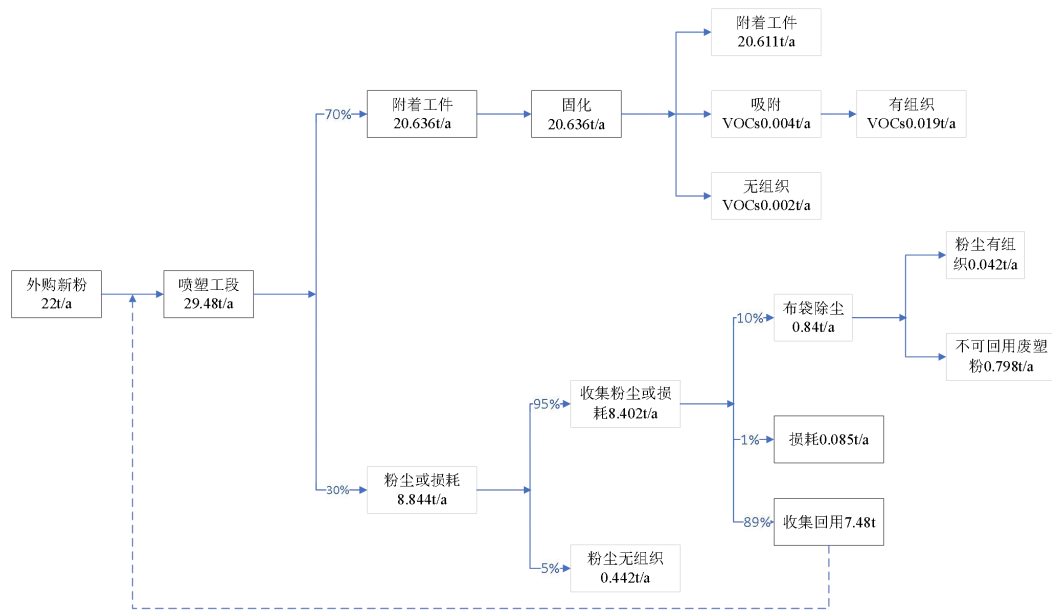 附着工件
20.611t/a
70%
附着工件
20.636t/a
固化
20.636t/a
吸附
VOCs0.004t/a
有组织
VOCs0.019t/a
无组织
VOCs0.002t/a
外购新粉
22t/a
喷塑工段
29.48t/a
粉尘有组
织0.042t/a
10%
布袋除尘
0.84t/a
不可回用废塑
粉0.798t/a
95%
收集粉尘或损
耗8.402t/a
1%
损耗0.085t/a
30%
粉尘或损耗
8.844t/a
89%
收集回用7.48t
5%
粉尘无组织
0.442t/a